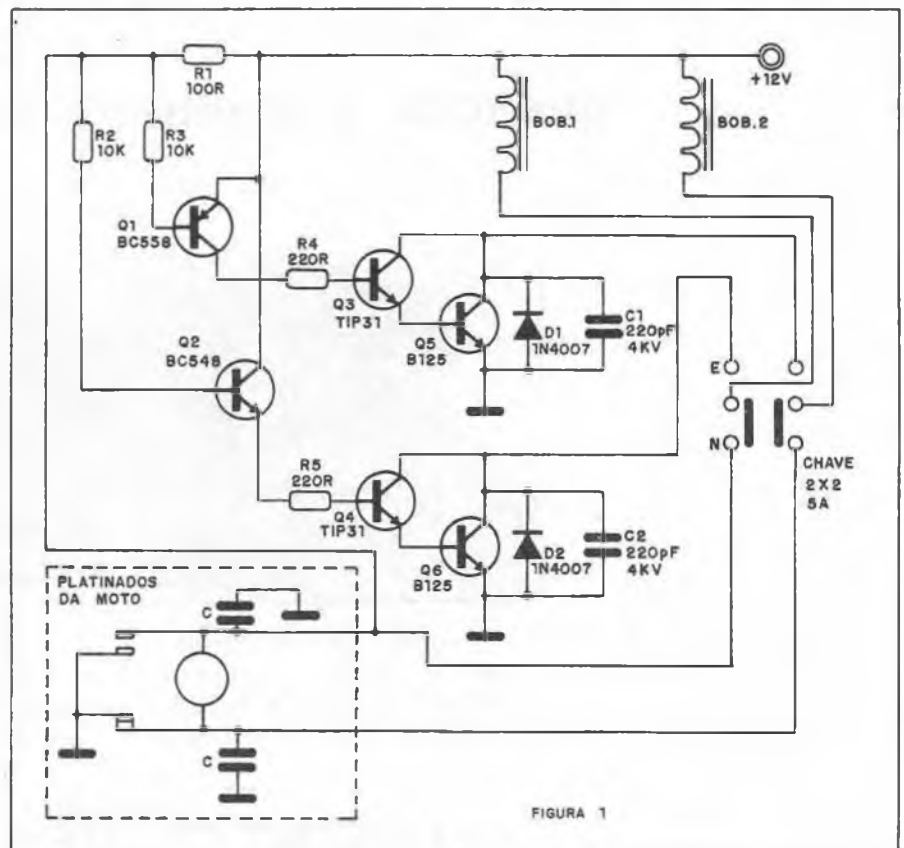 R1
100R
+12V
R2
10K
R3
10K
BOB.1
BOB.2
Q1
BC558
R4
220R
Q3
TIP31
Q5
B125
D1
1N4007
C1
220pF
4KV
Q2
BC548
E
N
CHAVE
2X2
5A
R5
220R
Q4
TIP31
Q6
B125
D2
1N4007
C2
220pF
4KV
PLATINADOS
DA MOTO
C
C
FIGURA 1